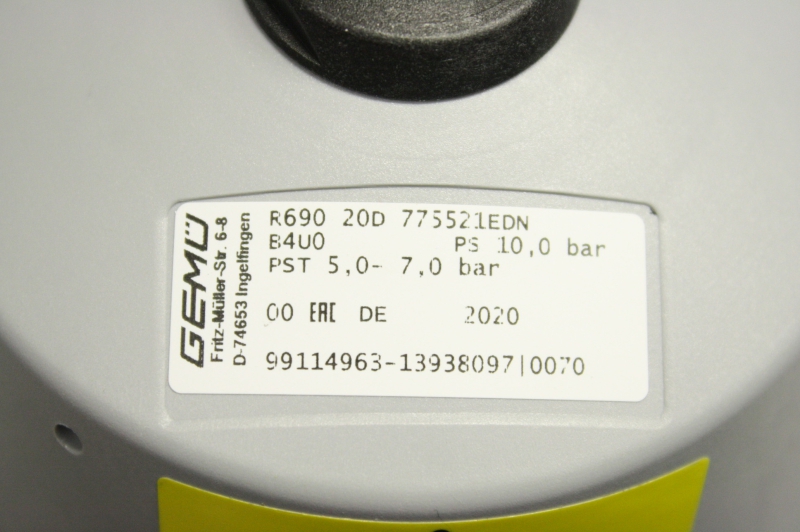 GEMÜ
Fritz-Müller-Str. 6-8
D-74653 Ingelfingen
R690 20D 775521EDN
B4U0 PS 10,0 bar
PST 5,0- 7,0 bar
00 EAC DE 2020
99114963-13938097|0070